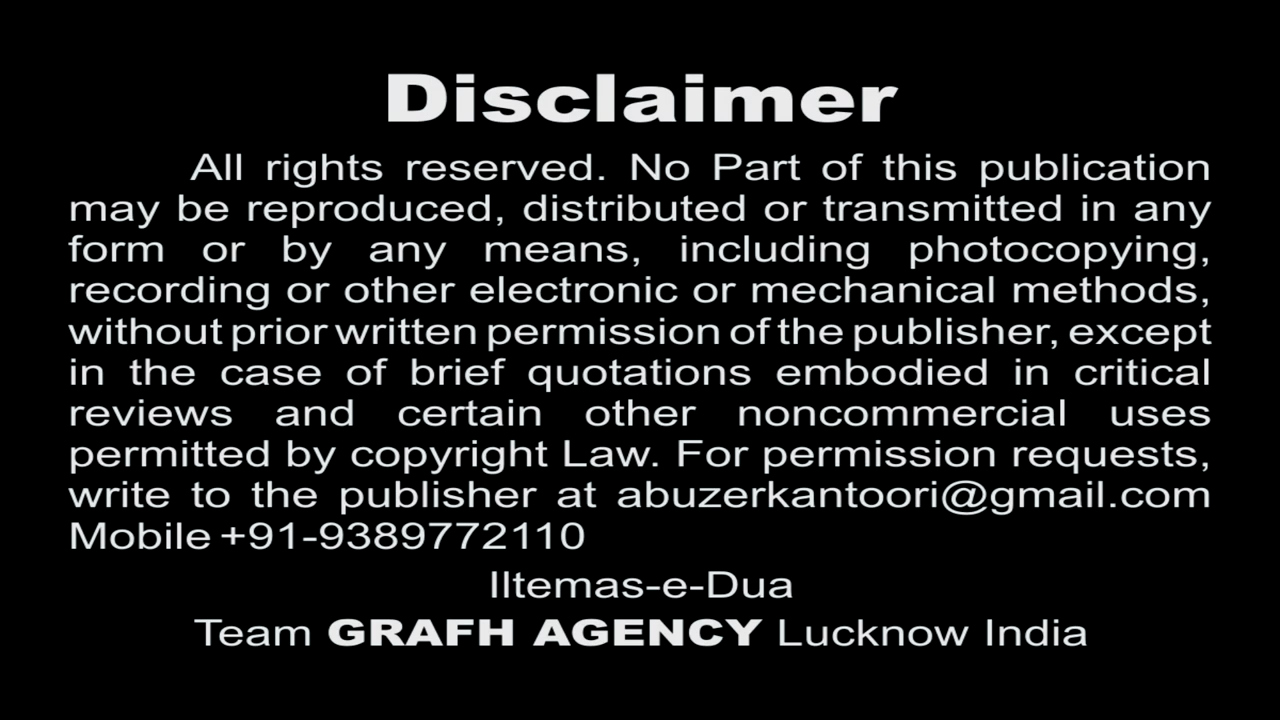 Disclaimer
All rights reserved. No Part of this publication
may be reproduced, distributed or transmitted in any
form or by any means, including photocopying,
recording or other electronic or mechanical methods,
without prior written permission of the publisher, except
in the case of brief quotations embodied in critical
reviews and certain other noncommercial uses
permitted by copyright Law. For permission requests,
write to the publisher at abuzerkantoori@gmail.com
Mobile +91-9389772110
Iltemas-e-Dua
Team GRAFH AGENCY Lucknow India